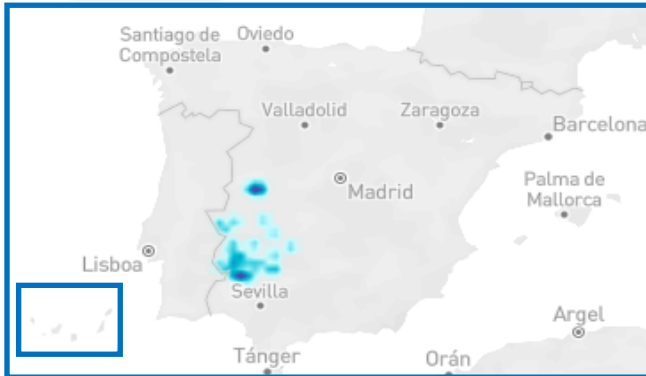 Santiago de
Compostela
Oviedo
Valladolid
Zaragoza
Barcelona
Madrid
Palma de
Mallorca
Lisboa
Sevilla
Argel
Tánger
Orán